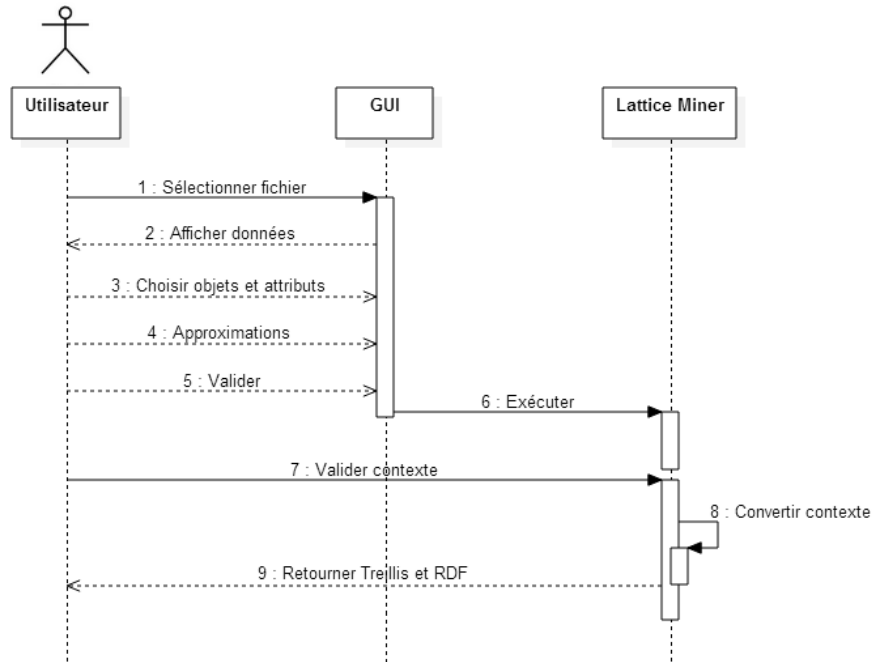 Utilisateur
GUI
Lattice Miner
1 : Sélectionner fichier
2 : Afficher données
3 : Choisir objets et attributs
4 : Approximations
5 : Valider
6 : Exécuter
7 : Valider contexte
8 : Convertir contexte
9 : Retourner Treillis et RDF